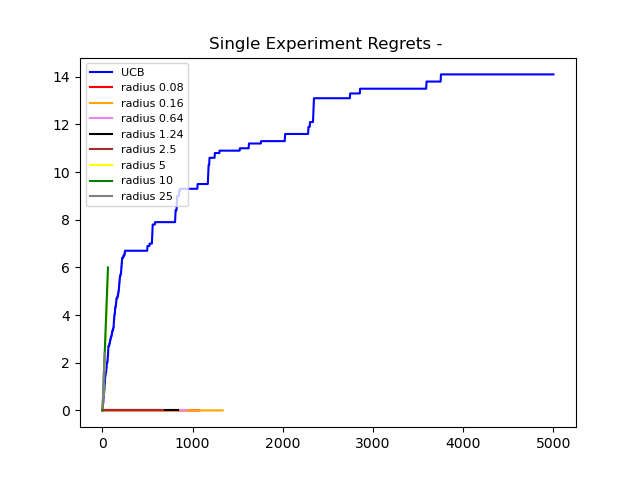 Single Experiment Regrets -
UCB
radius 0.08
radius 0.16
radius 0.64
radius 1.24
radius 2.5
radius 5
radius 10
radius 25
14
12
10
8
6
4
2
0
0 1000 2000 3000 4000 5000